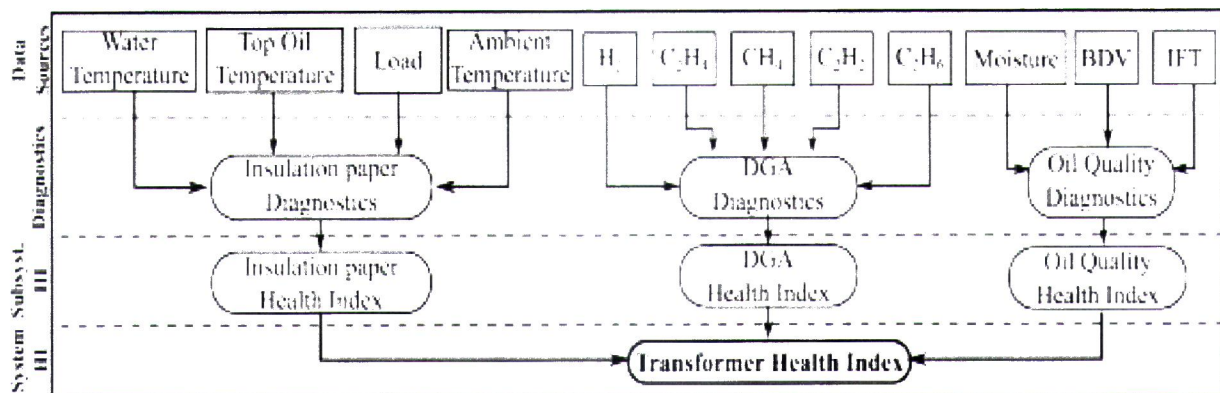 Data Sources
Water Temperature
Top Oil Temperature
Load
Ambient Temperature
H₂
C₂H₄
CH₄
C₂H₂
C₂H₆
Moisture
BDV
IFT
Diagnostics
Insulation paper
Diagnostics
DGA
Diagnostics
Oil Quality
Diagnostics
Subsyst.
HI
Insulation paper
Health Index
DGA
Health Index
Oil Quality
Health Index
System
HI
Transformer Health Index